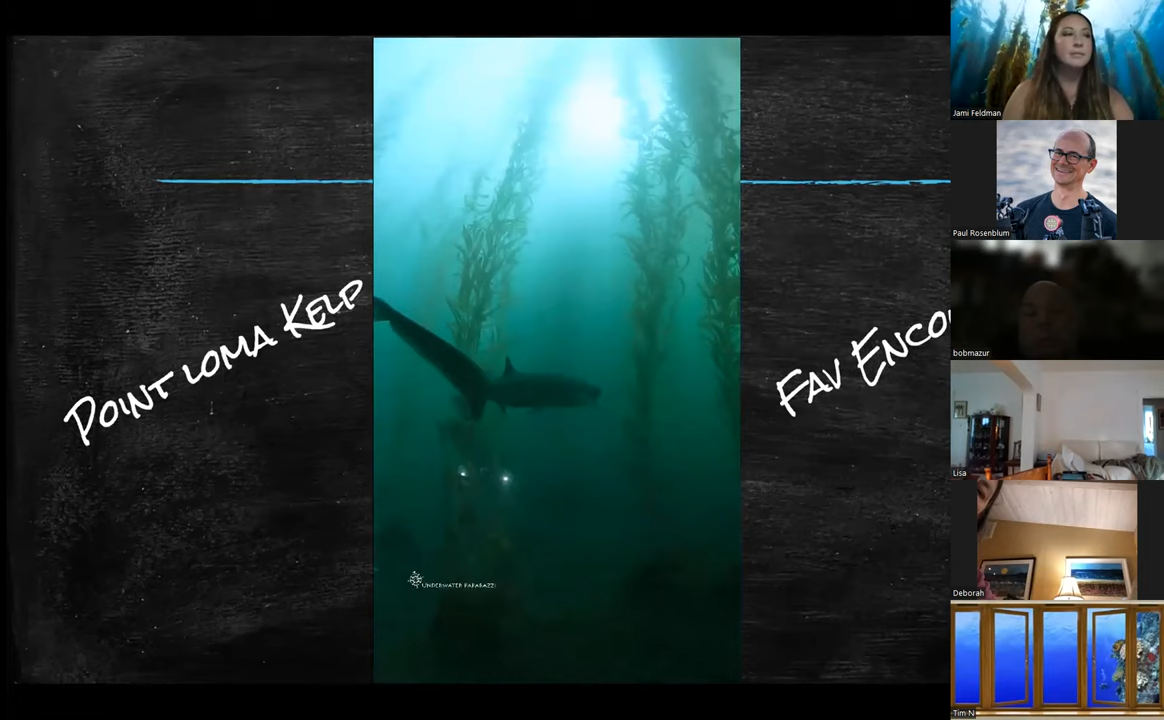 Point Loma Kelp
Fav Enco
Underwater Paparazzi
Jami Feldman
Paul Rosenblum
bobmazur
Lisa
Deborah
Tim N